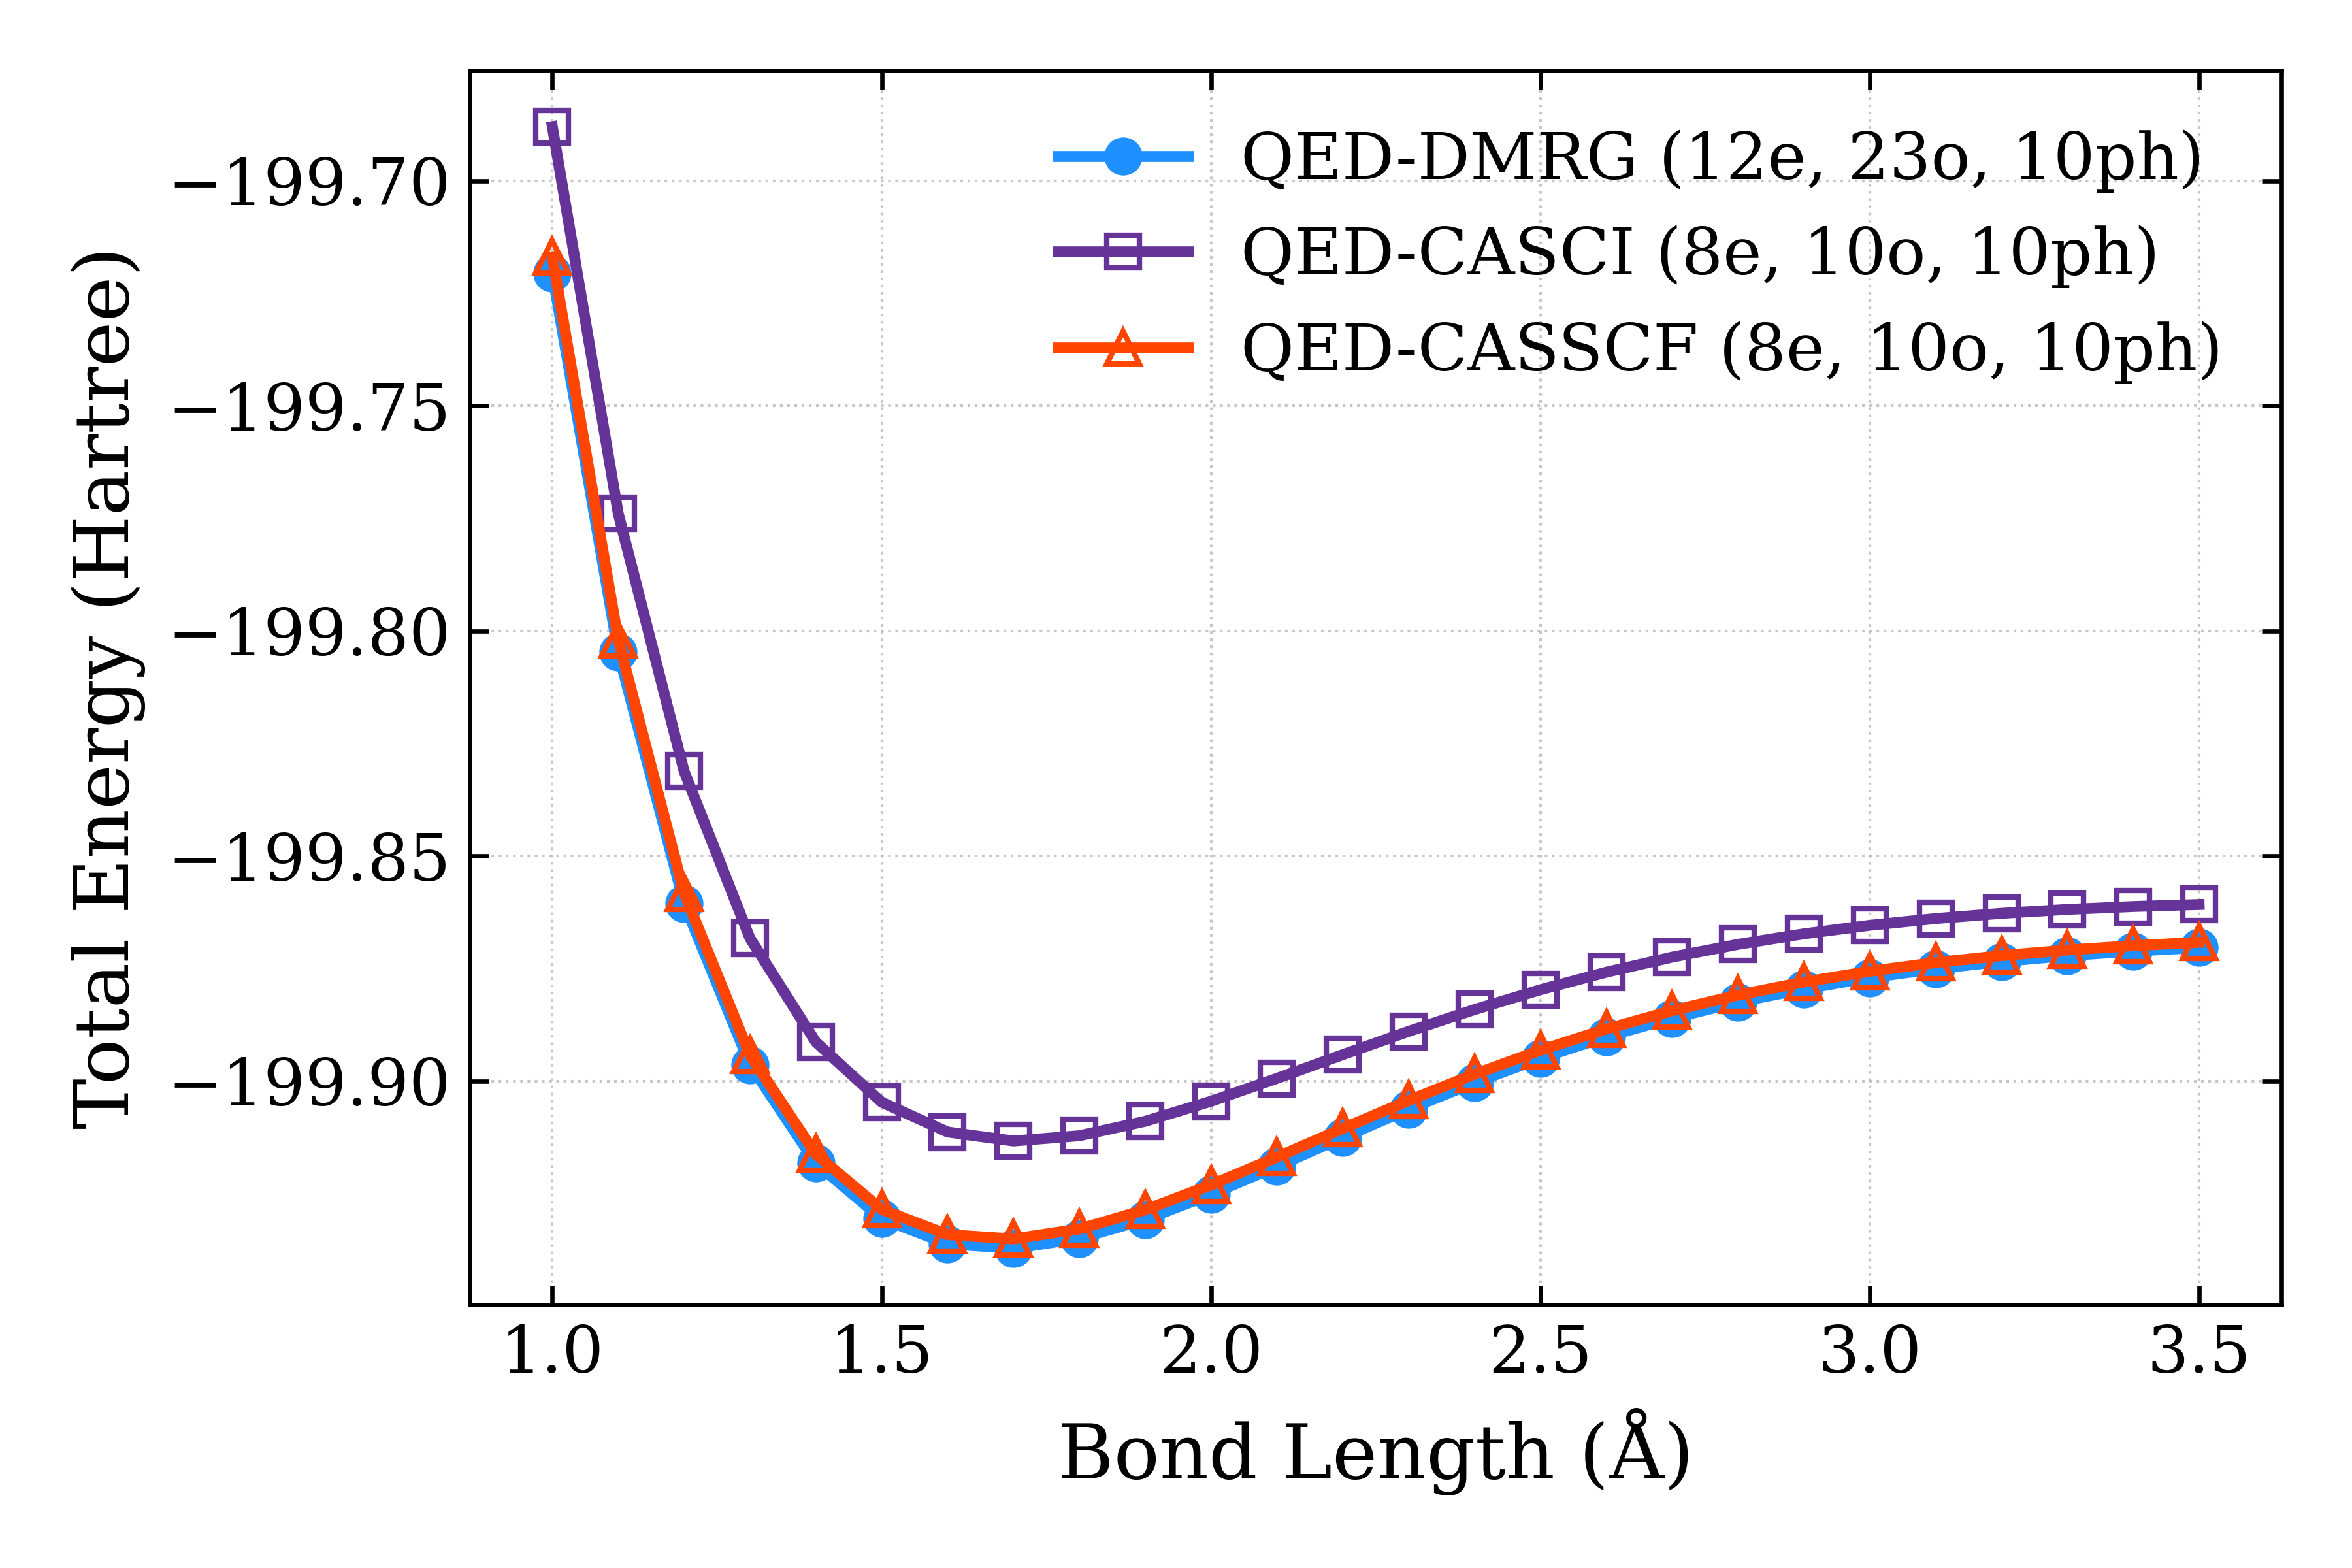 QED-DMRG (12e, 23o, 10ph)
QED-CASCI (8e, 10o, 10ph)
QED-CASSCF (8e, 10o, 10ph)
Total Energy (Hartree)
−199.70
−199.75
−199.80
−199.85
−199.90
1.0 1.5 2.0 2.5 3.0 3.5
Bond Length (Å)